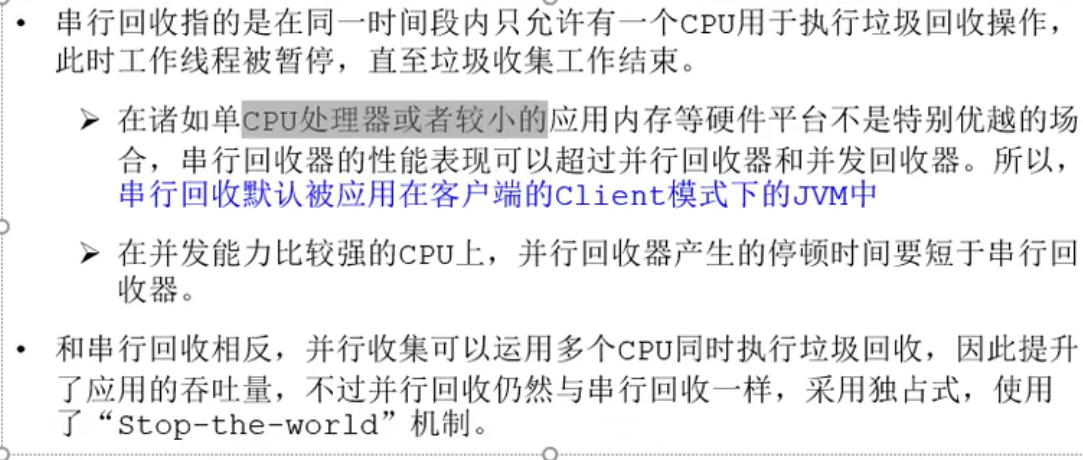 • 串行回收指的是在同一时间段内只允许有一个CPU用于执行垃圾回收操作，
此时工作线程被暂停，直至垃圾收集工作结束。
➢ 在诸如单CPU处理器或者较小的应用内存等硬件平台不是特别优越的场
合，串行回收器的性能表现可以超过并行回收器和并发回收器。所以，
串行回收默认被应用在客户端的Client模式下的JVM中
➢ 在并发能力比较强的CPU上，并行回收器产生的停顿时间要短于串行回
收器。
• 和串行回收相反，并行收集可以运用多个CPU同时执行垃圾回收，因此提升
了应用的吞吐量，不过并行回收仍然与串行回收一样，采用独占式，使用
了“Stop-the-world”机制。